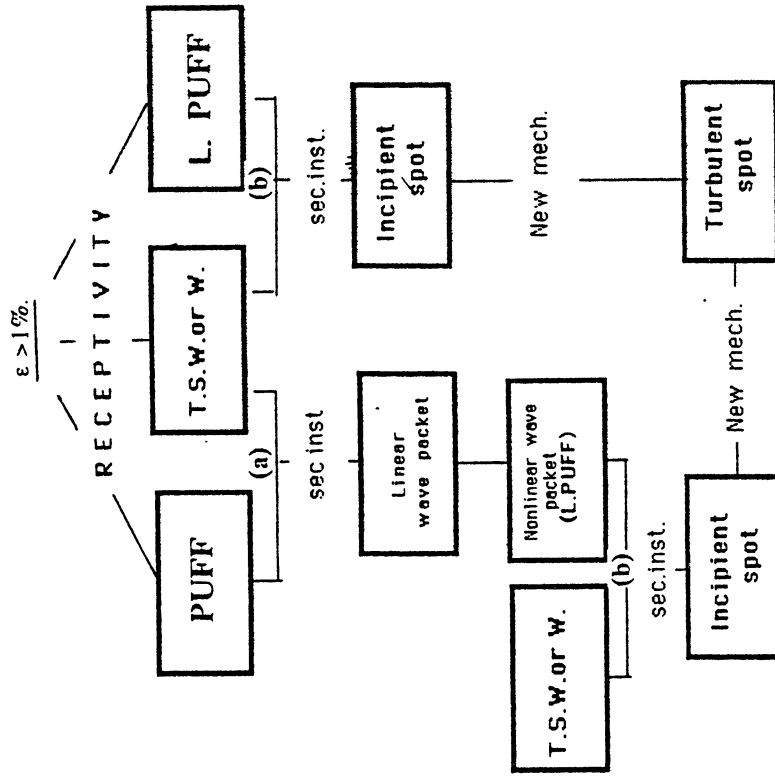 ε >1%.
RECEPTIVITY
PUFF
T.S.W.or W.
L. PUFF
(a)
(b)
sec inst
sec.inst.
Linear
wave packet
Incipient
spot
Nonlinear wave
packet
(L.PUFF)
New mech.
T.S.W.or W.
(b)
sec.inst.
Incipient
spot
New mech.
Turbulent
spot